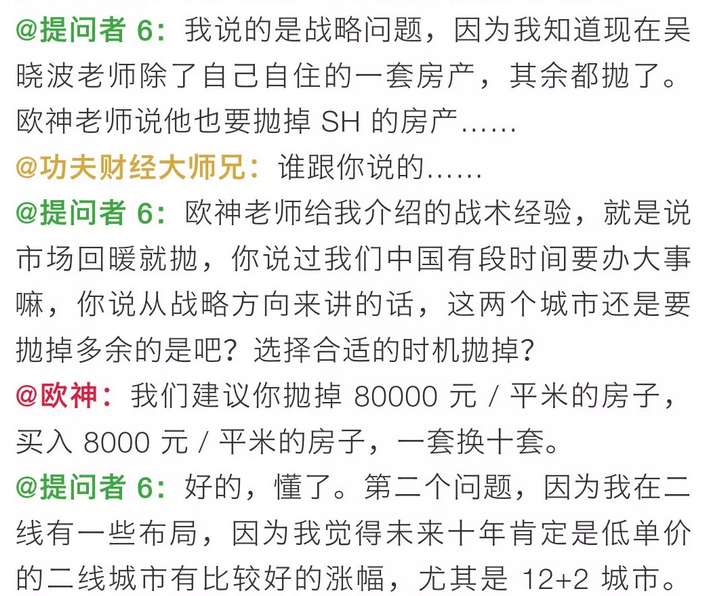 @提问者 6：我说的是战略问题，因为我知道现在吴
晓波老师除了自己自住的一套房产，其余都抛了。
欧神老师说他也要抛掉 SH 的房产……
@功夫财经大师兄：谁跟你说的……
@提问者 6：欧神老师给我介绍的战术经验，就是说
市场回暖就抛，你说过我们中国有段时间要办大事
嘛，你说从战略方向来讲的话，这两个城市还是要
抛掉多余的是吧？选择合适的时机抛掉？
@欧神：我们建议你抛掉 80000 元 / 平米的房子，
买入 8000 元 / 平米的房子，一套换十套。
@提问者 6：好的，懂了。第二个问题，因为我在二
线有一些布局，因为我觉得未来十年肯定是低单价
的二线城市有比较好的涨幅，尤其是 12+2 城市。